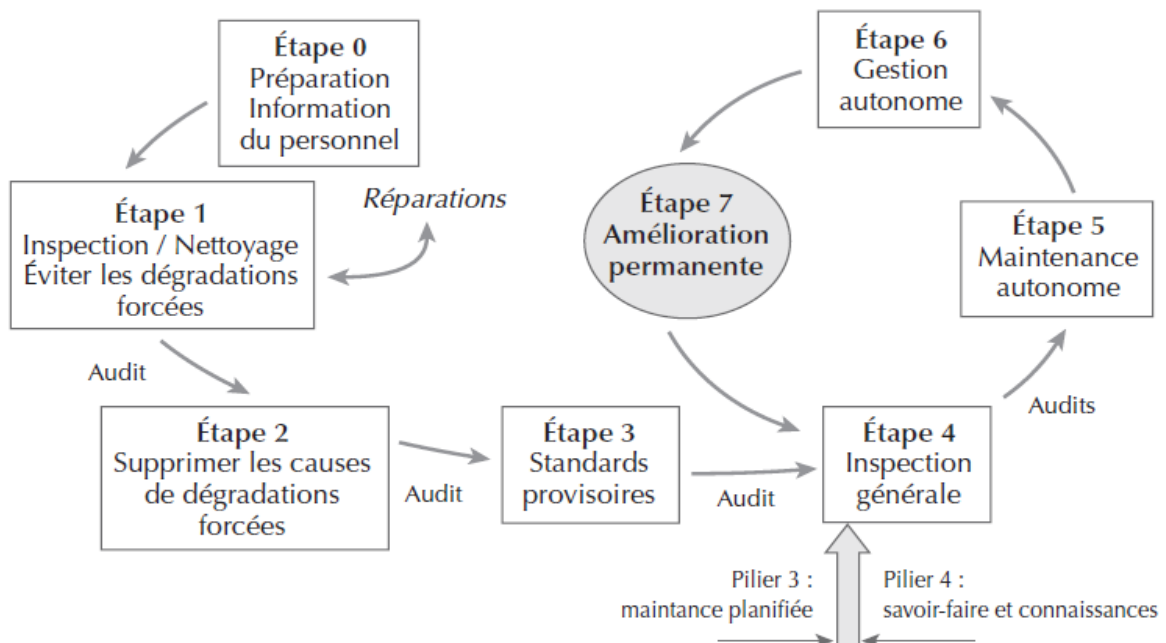 Étape 0
Préparation
Information
du personnel
Étape 1
Inspection / Nettoyage
Éviter les dégradations
forcées
Réparations
Audit
Étape 2
Supprimer les causes
de dégradations
forcées
Audit
Étape 3
Standards
provisoires
Audit
Étape 4
Inspection
générale
Audits
Étape 5
Maintenance
autonome
Étape 6
Gestion
autonome
Étape 7
Amélioration
permanente
Pilier 3 :
maintance planifiée
Pilier 4 :
savoir-faire et connaissances